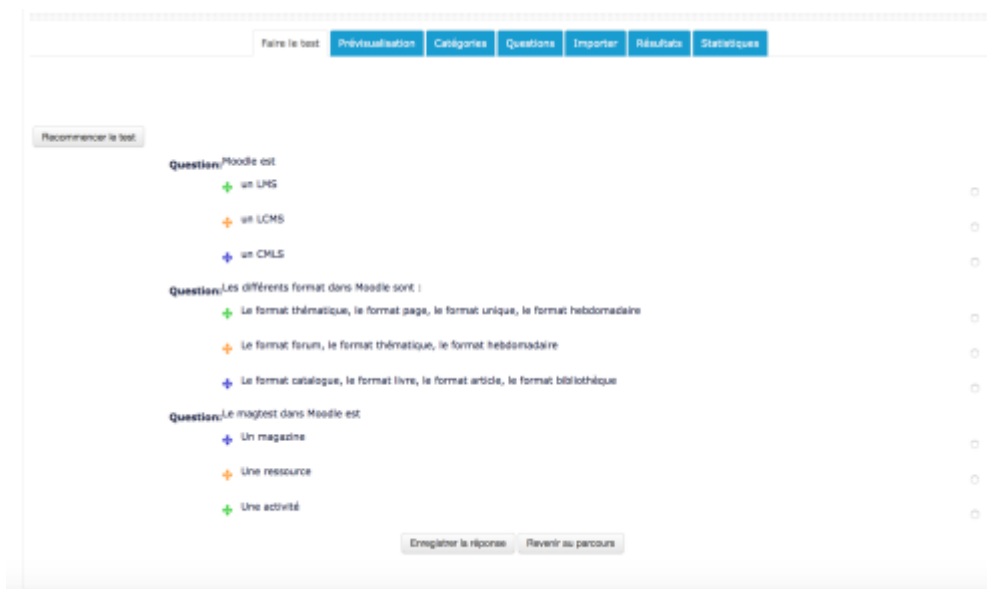 Faire le test Prévisualisation Catégories Questions Importer Résultats Statistiques
Recommencer le test
Question: Moodle est
un LMS
un LCMS
un CMLS
Question: Les différents format dans Moodle sont :
Le format thématique, le format page, le format unique, le format hebdomadaire
Le format forum, le format thématique, le format hebdomadaire
Le format catalogue, le format livre, le format article, le format bibliothèque
Question: Le magtest dans Moodle est
Un magazine
Une ressource
Une activité
Enregistrer la réponse Revenir au parcours